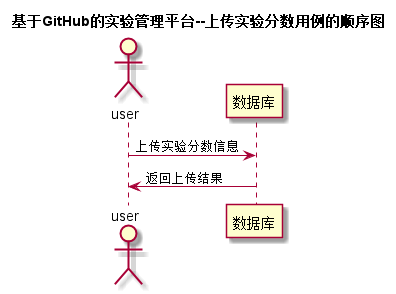 基于GitHub的实验管理平台--上传实验分数用例的顺序图
user
数据库
上传实验分数信息
返回上传结果
user
数据库